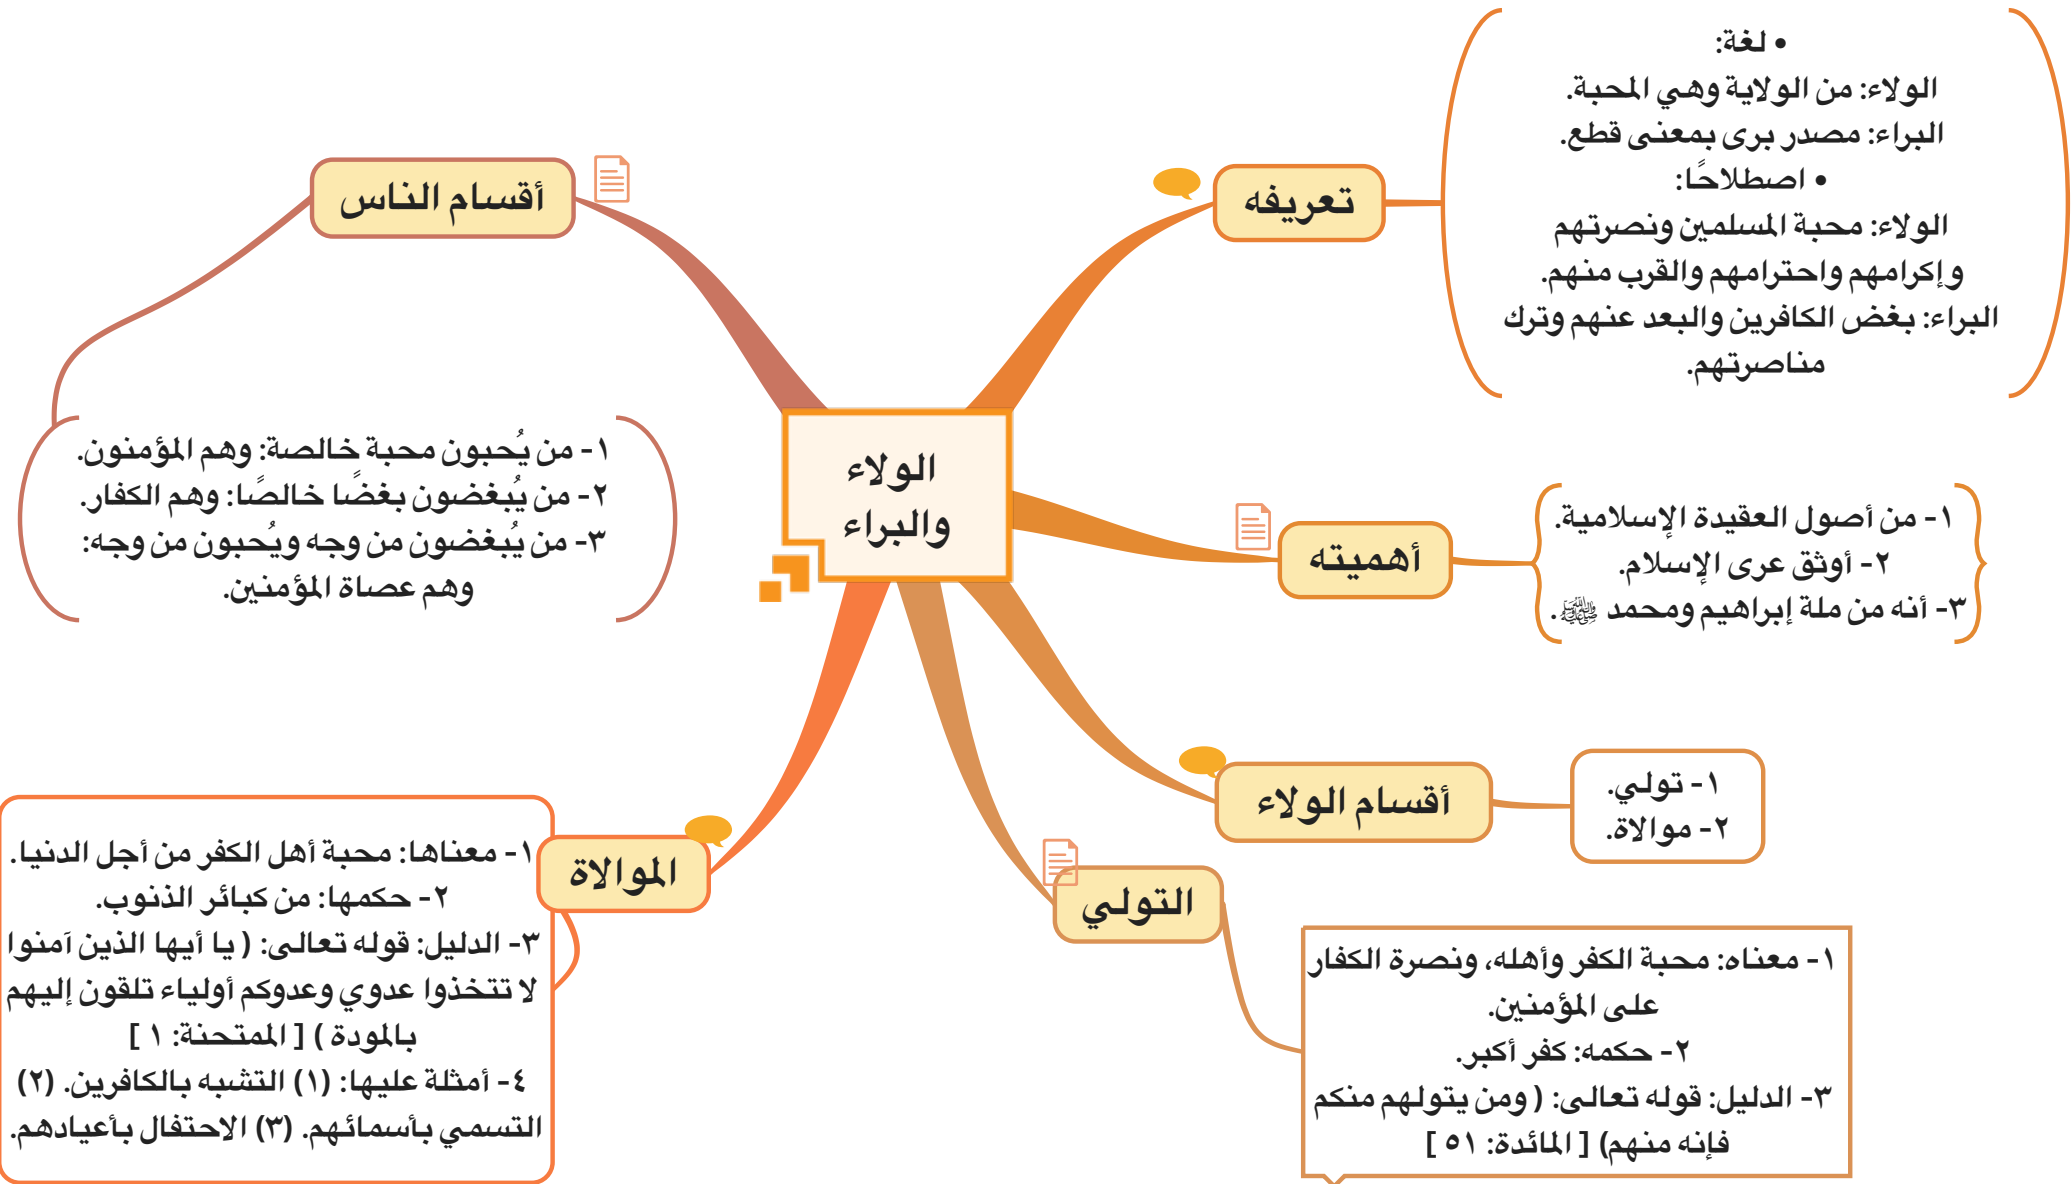 الولاء
والبراء
تعريفه
• لغة:
الولاء: من الولاية وهي المحبة.
البراء: مصدر برى بمعنى قطع.
• اصطلاحًا:
الولاء: محبة المسلمين ونصرتهم
وإكرامهم واحترامهم والقرب منهم.
البراء: بغض الكافرين والبعد عنهم وترك
مناصرتهم.
أهميته
١- من أصول العقيدة الإسلامية.
٢- أوثق عرى الإسلام.
٣- أنه من ملة إبراهيم ومحمد ﷺ.
أقسام الولاء
١- تولي.
٢- موالاة.
التولي
١- معناه: محبة الكفر وأهله، ونصرة الكفار
على المؤمنين.
٢- حكمه: كفر أكبر.
٣- الدليل: قوله تعالى: ( ومن يتولهم منكم
فإنه منهم) [ المائدة: ٥١ ]
الموالاة
١- معناها: محبة أهل الكفر من أجل الدنيا.
٢- حكمها: من كبائر الذنوب.
٣- الدليل: قوله تعالى: ( يا أيها الذين آمنوا
لا تتخذوا عدوي وعدوكم أولياء تلقون إليهم
بالمودة ) [ الممتحنة: ١ ]
٤- أمثلة عليها: (١) التشبه بالكافرين. (٢)
التسمي بأسمائهم. (٣) الاحتفال بأعيادهم.
أقسام الناس
١- من يُحبون محبة خالصة: وهم المؤمنون.
٢- من يُبغضون بغضًا خالصًا: وهم الكفار.
٣- من يُبغضون من وجه ويُحبون من وجه:
وهم عصاة المؤمنين.